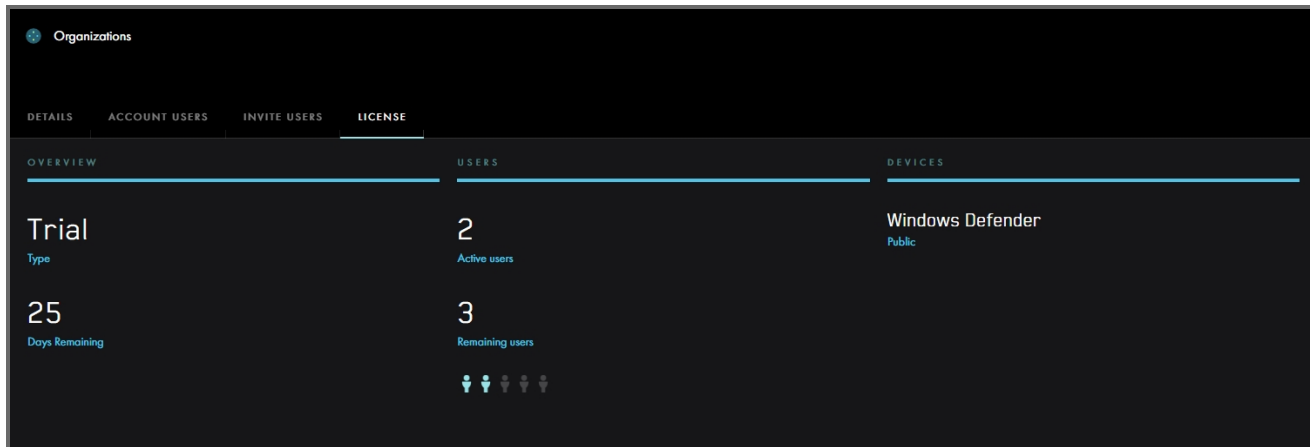 Organizations
DETAILS ACCOUNT USERS INVITE USERS LICENSE
OVERVIEW
Trial
Type
25
Days Remaining
USERS
2
Active users
3
Remaining users
DEVICES
Windows Defender
Public